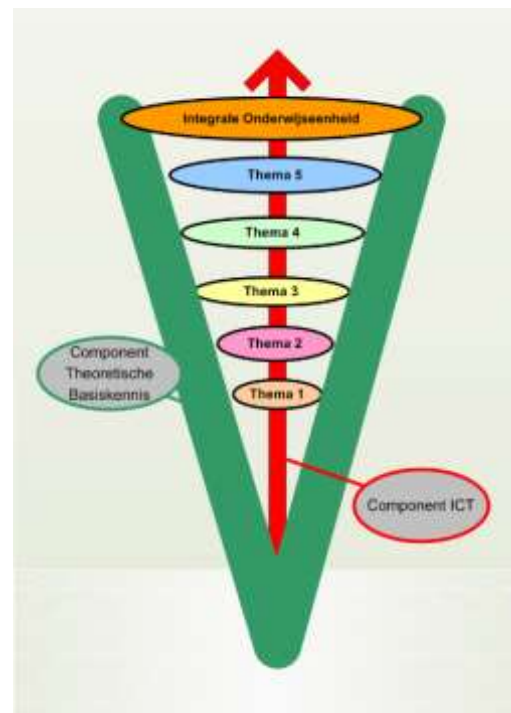 Integrale Onderwijseenheid
Thema 5
Thema 4
Thema 3
Thema 2
Component
Theoretische
Basiskennis
Thema 1
Component ICT